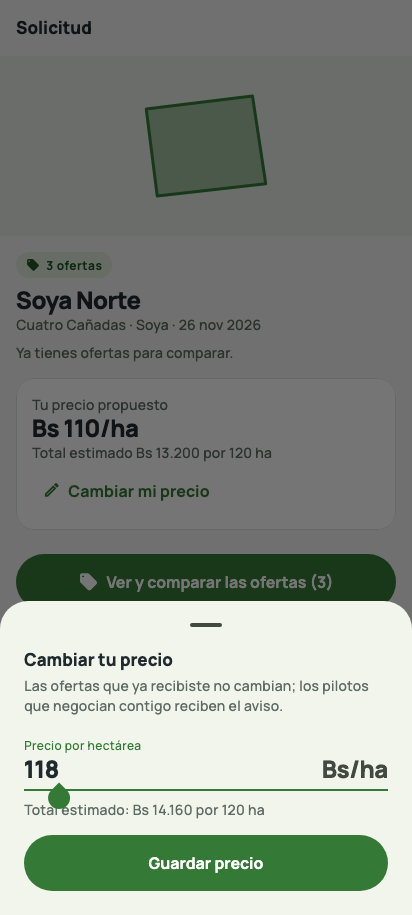 Solicitud
3 ofertas
Soya Norte
Cuatro Cañadas · Soya · 26 nov 2026
Ya tienes ofertas para comparar.
Tu precio propuesto
Bs 110/ha
Total estimado Bs 13.200 por 120 ha
Cambiar mi precio
Ver y comparar las ofertas (3)
Cambiar tu precio
Las ofertas que ya recibiste no cambian; los pilotos
que negocian contigo reciben el aviso.
Precio por hectárea
118 Bs/ha
Total estimado: Bs 14.160 por 120 ha
Guardar precio